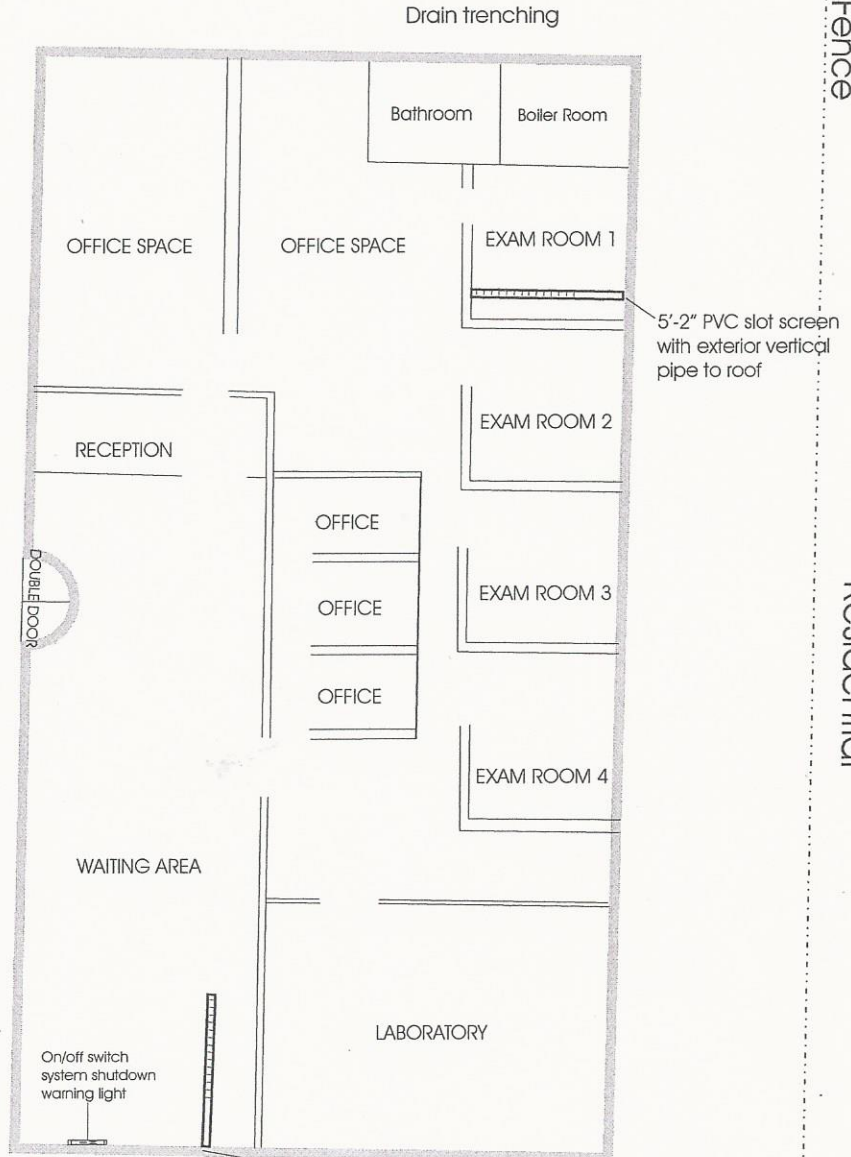 Drain trenching
Fence
Bathroom
Boiler Room
OFFICE SPACE
OFFICE SPACE
EXAM ROOM 1
5'-2" PVC slot screen
with exterior vertical
pipe to roof
EXAM ROOM 2
RECEPTION
OFFICE
DOUBLE DOOR
OFFICE
EXAM ROOM 3
Residential
OFFICE
EXAM ROOM 4
WAITING AREA
LABORATORY
On/off switch
system shutdown
warning light